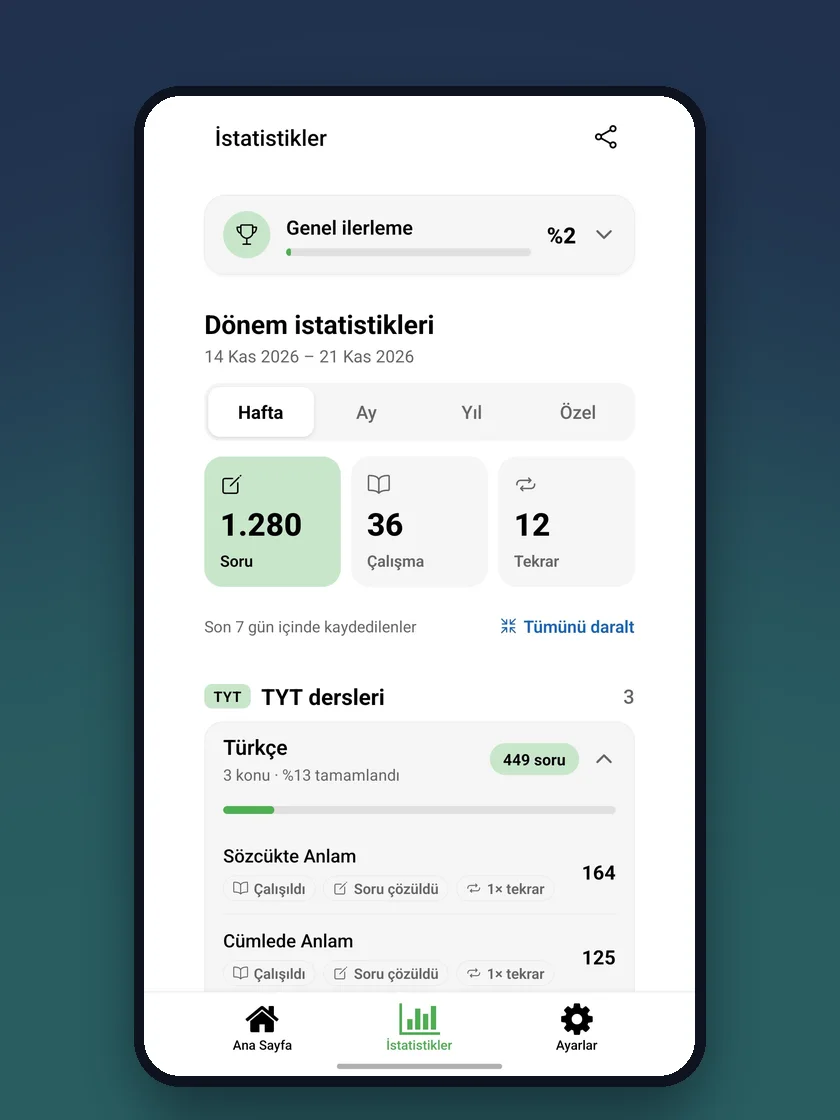 İstatistikler
Genel ilerleme
%2
Dönem istatistikleri
14 Kas 2026 – 21 Kas 2026
Hafta Ay Yıl Özel
1.280 36 12
Soru Çalışma Tekrar
Son 7 gün içinde kaydedilenler Tümünü daralt
TYT TYT dersleri 3
Türkçe
449 soru
3 konu · %13 tamamlandı
Sözcükte Anlam
164
Çalışıldı Soru çözüldü 1× tekrar
Cümlede Anlam
125
Çalışıldı Soru çözüldü 1× tekrar
Ana Sayfa İstatistikler Ayarlar